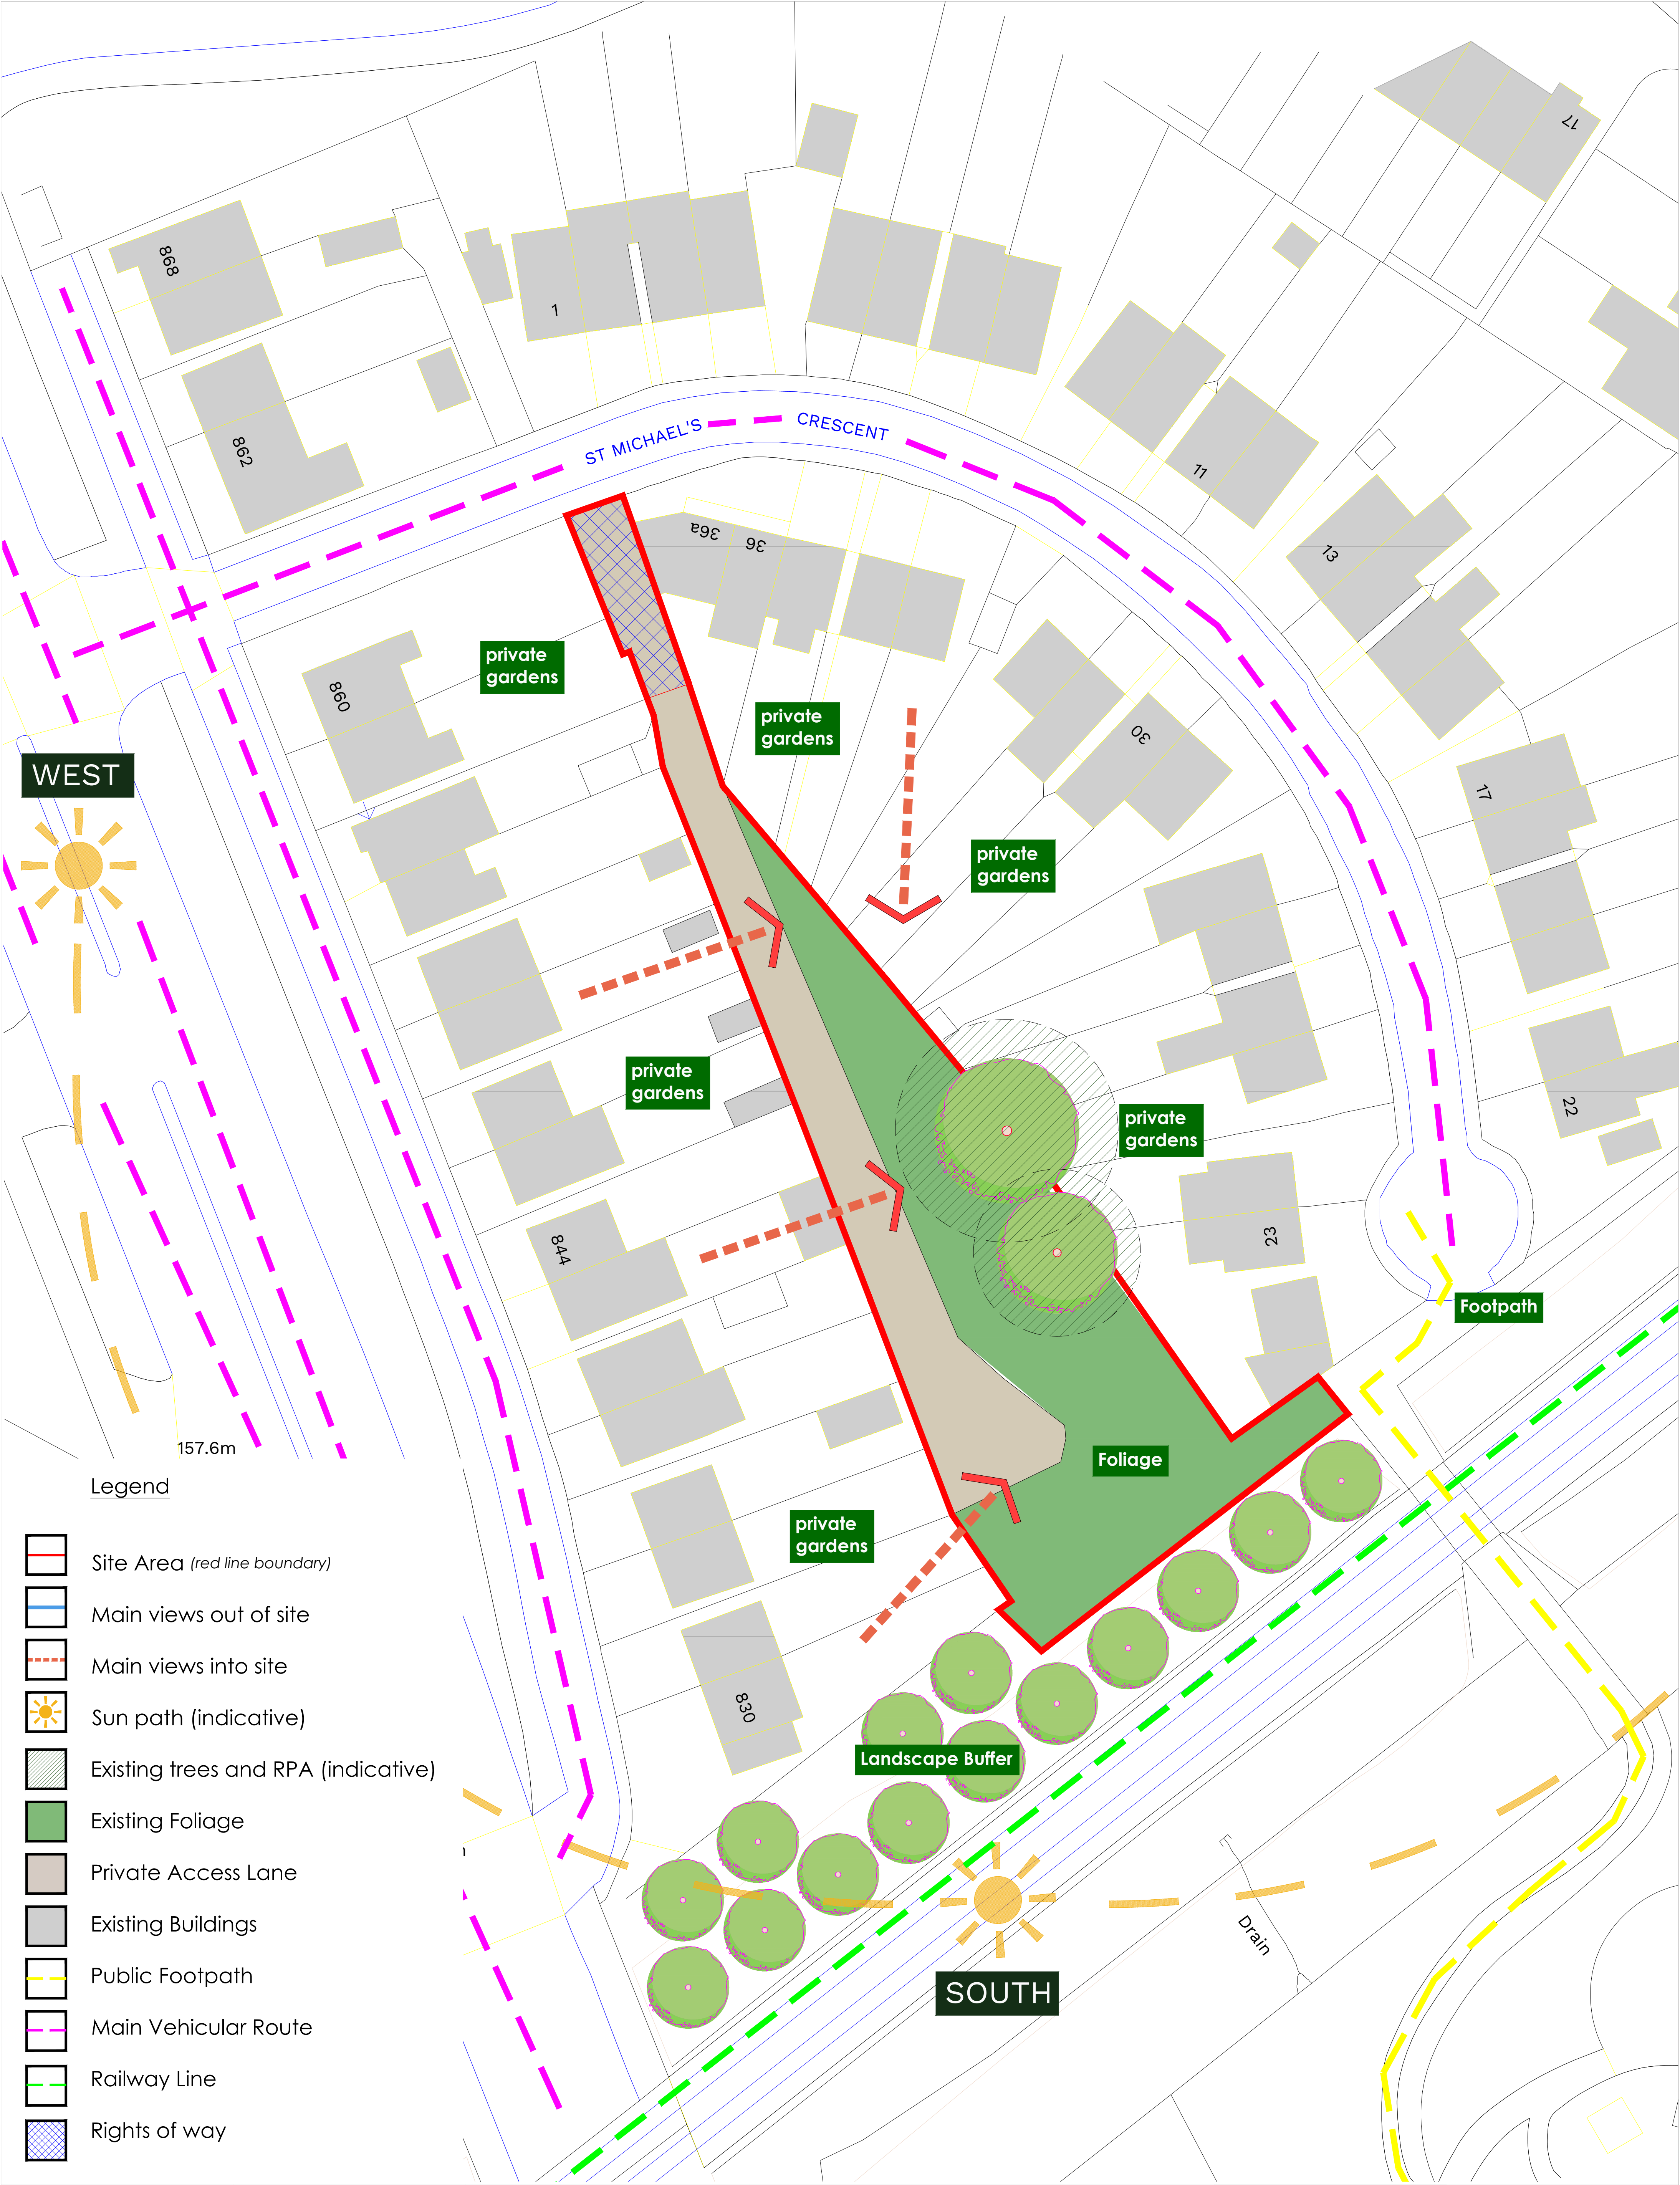 17
868
1
862
ST MICHAEL'S
CRESCENT
11
36a
36
13
private
gardens
860
private
gardens
30
WEST
17
private
gardens
private
gardens
22
private
gardens
844
23
Footpath
157.6m
Foliage
private
gardens
830
Landscape Buffer
Drain
SOUTH
Legend
Site Area (red line boundary)
Main views out of site
Main views into site
Sun path (indicative)
Existing trees and RPA (indicative)
Existing Foliage
Private Access Lane
Existing Buildings
Public Footpath
Main Vehicular Route
Railway Line
Rights of way